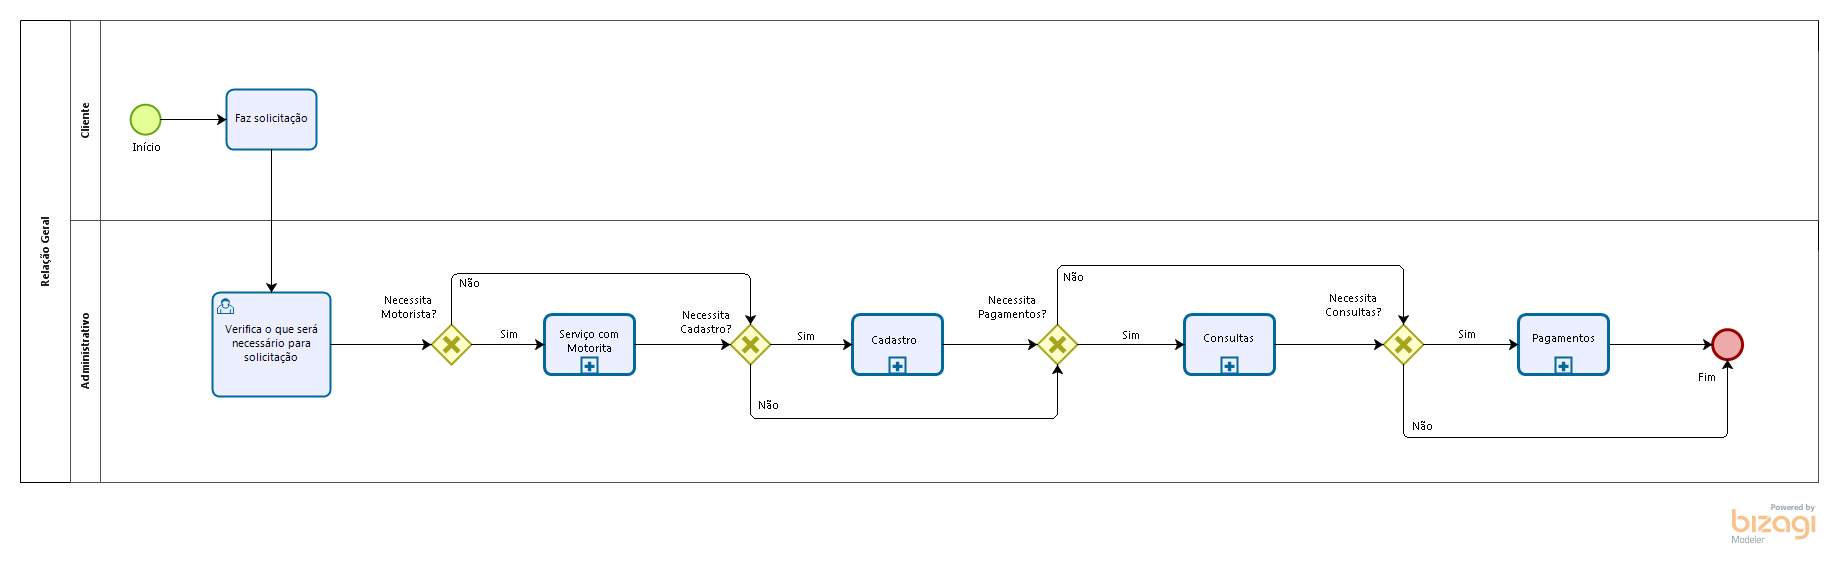 Relação Geral
Cliente
Início
Faz solicitação
Administrativo
Verifica o que será
necessário para
solicitação
Necessita
Motorista?
Não
Sim
Serviço com
Motorita
Necessita
Cadastro?
Sim
Não
Cadastro
Necessita
Pagamentos?
Não
Sim
Consultas
Necessita
Consultas?
Sim
Não
Pagamentos
Fim
Powered by
bizagi
Modeler